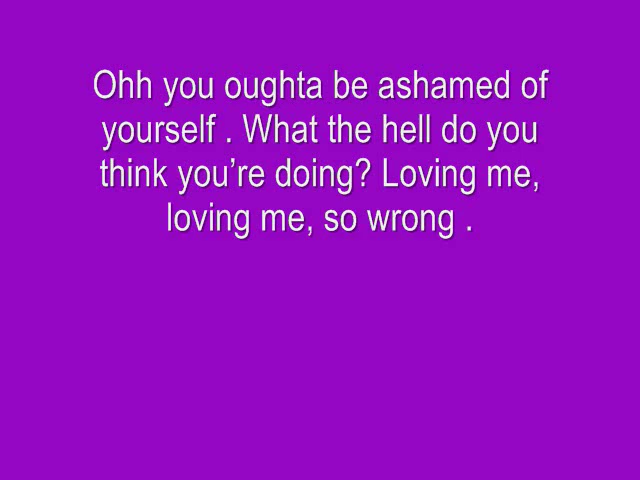 Ohh you oughta be ashamed of
yourself . What the hell do you
think you’re doing? Loving me,
loving me, so wrong .